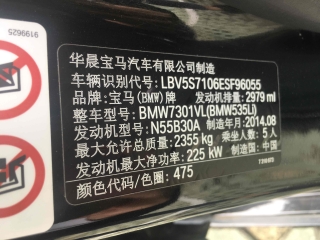 9199625
华晨宝马汽车有限公司制造
车辆识别代号:LBV5S7106ESF96055
品牌:宝马(BMW)牌 发动机排量:2979 ml
整车型号:BMW7301VL(BMW535Li)
发动机型号:N55B30A 制造年月:2014.08
最大允许总质量:2355 kg 乘坐人数:5人
发动机最大净功率:225 kW 制造国:中国
颜色代码/色圈:475